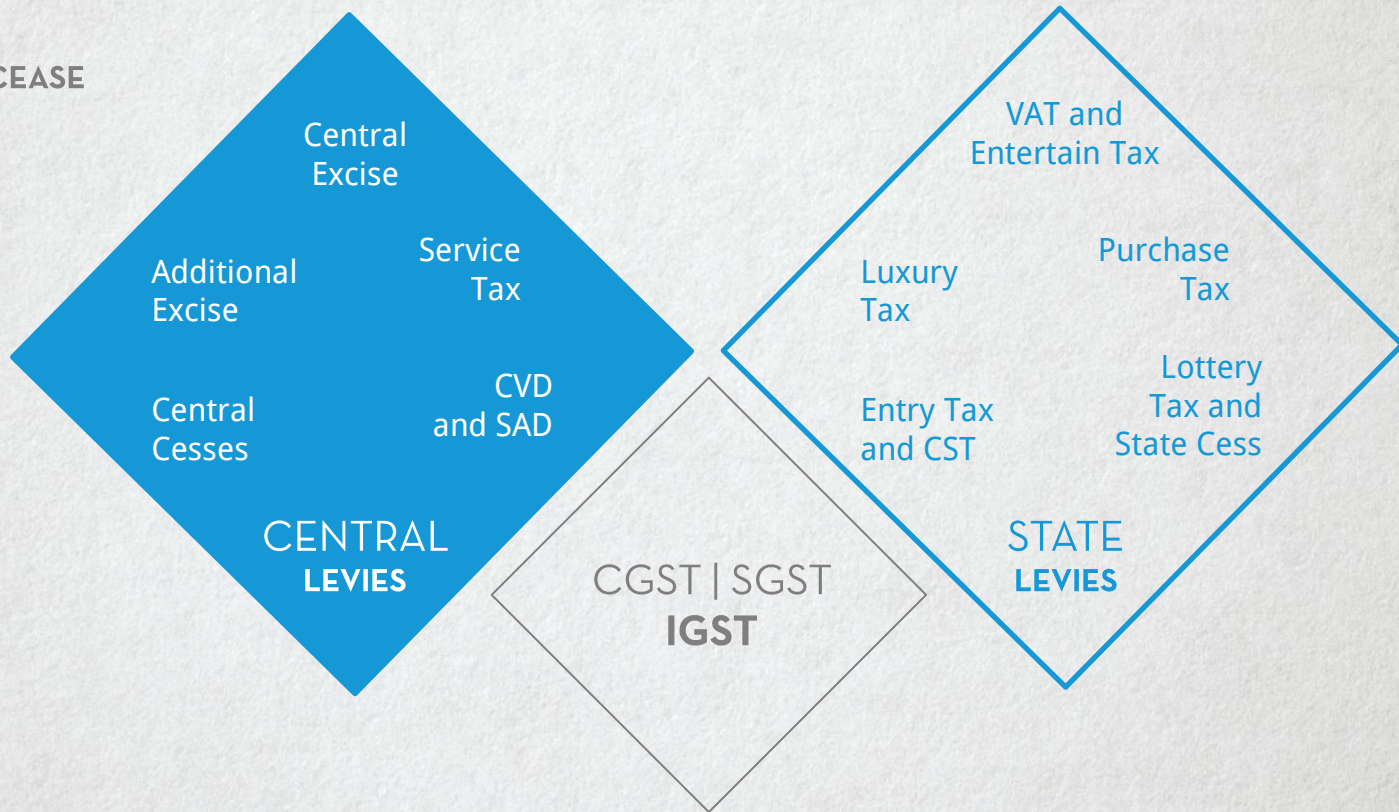 CEASE
Central
Excise
Additional
Excise
Service
Tax
Central
Cesses
CVD
and SAD
CENTRAL
LEVIES
VAT and
Entertain Tax
Luxury
Tax
Purchase
Tax
Entry Tax
and CST
Lottery
Tax and
State Cess
STATE
LEVIES
CGST | SGST
IGST